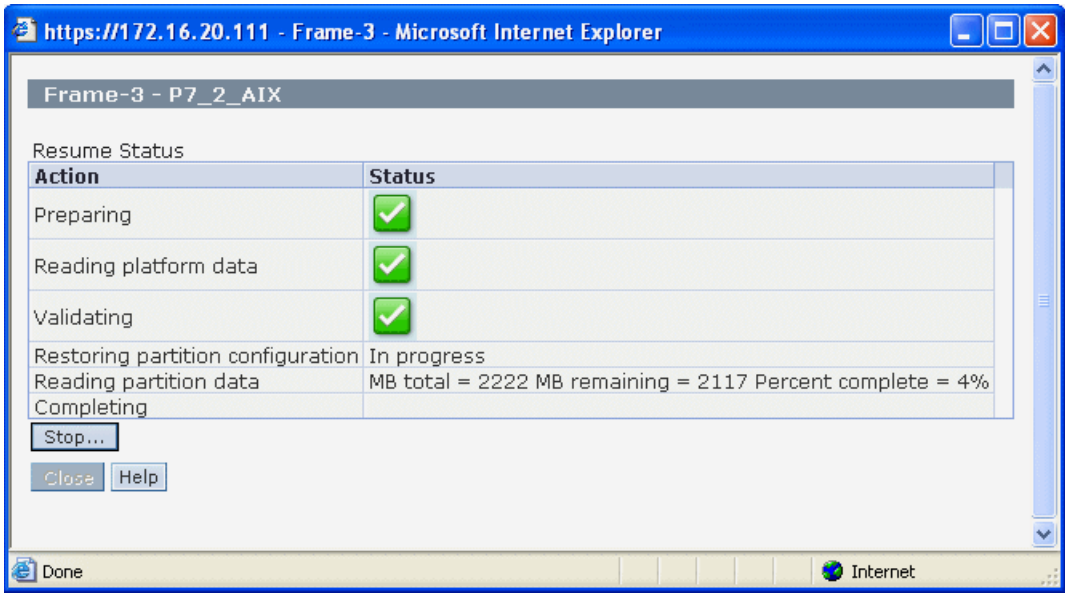 https://172.16.20.111 - Frame-3 - Microsoft Internet Explorer
Frame-3 - P7_2_AIX
Resume Status
Action Status
Preparing
Reading platform data
Validating
Restoring partition configuration In progress
Reading partition data MB total = 2222 MB remaining = 2117 Percent complete = 4%
Completing
Stop...
Close Help
Done Internet